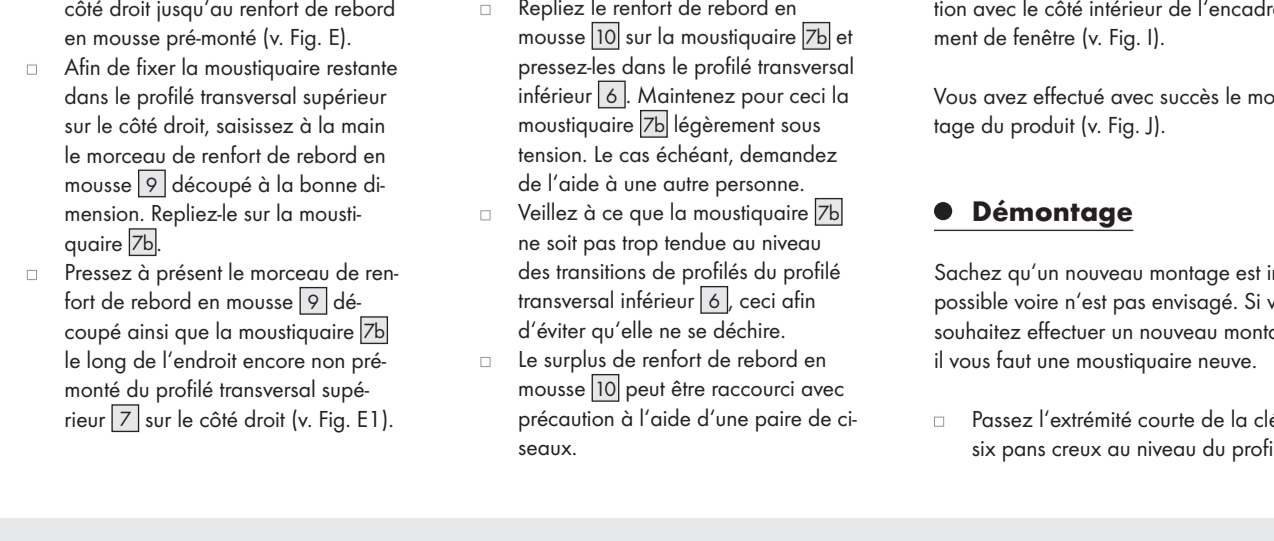 côté droit jusqu'au renfort de rebord
en mousse pré-monté (v. Fig. E).
□ Afin de fixer la moustiquaire restante
dans le profilé transversal supérieur
sur le côté droit, saisissez à la main
le morceau de renfort de rebord en
mousse 9 découpé à la bonne di-
mension. Repliez-le sur la mousti-
quaire 7b.
□ Pressez à présent le morceau de ren-
fort de rebord en mousse 9 dé-
coupé ainsi que la moustiquaire 7b
le long de l'endroit encore non pré-
monté du profilé transversal supé-
rieur 7 sur le côté droit (v. Fig. E1).
□ Repliez le renfort de rebord en
mousse 10 sur la moustiquaire 7b et
pressez-les dans le profilé transversal
inférieur 6. Maintenez pour ceci la
moustiquaire 7b légèrement sous
tension. Le cas échéant, demandez
de l'aide à une autre personne.
□ Veillez à ce que la moustiquaire 7b
ne soit pas trop tendue au niveau
des transitions de profilés du profilé
transversal inférieur 6, ceci afin
d'éviter qu'elle ne se déchire.
□ Le surplus de renfort de rebord en
mousse 10 peut être raccourci avec
précaution à l'aide d'une paire de ci-
seaux.
tion avec le côté intérieur de l'encadre
ment de fenêtre (v. Fig. I).
Vous avez effectué avec succès le mo
tage du produit (v. Fig. J).
● Démontage
Sachez qu'un nouveau montage est i
possible voire n'est pas envisagé. Si v
souhaitez effectuer un nouveau monta
il vous faut une moustiquaire neuve.
□ Passez l'extrémité courte de la clé
six pans creux au niveau du profi